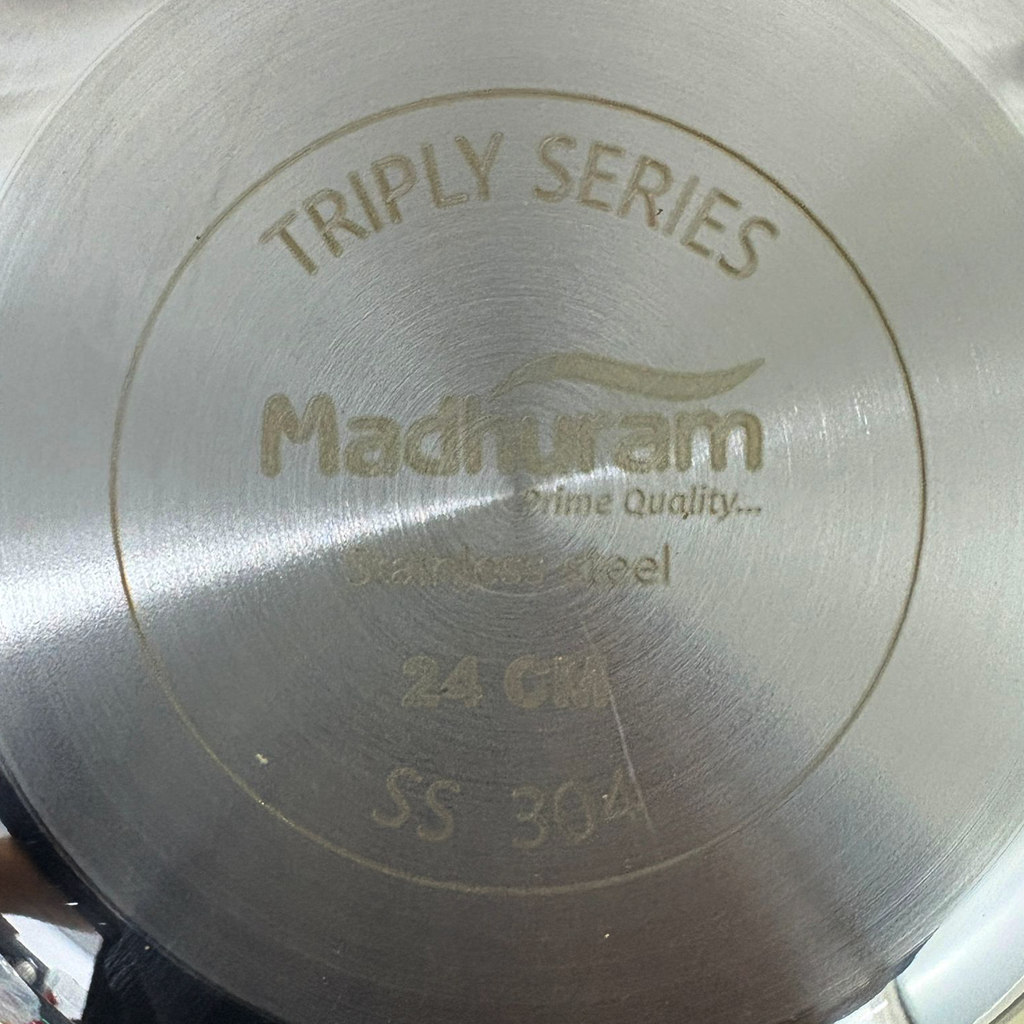 TRIPLY SERIES
Madhuram
Prime Quality...
Stainless steel
24 CM
SS 304